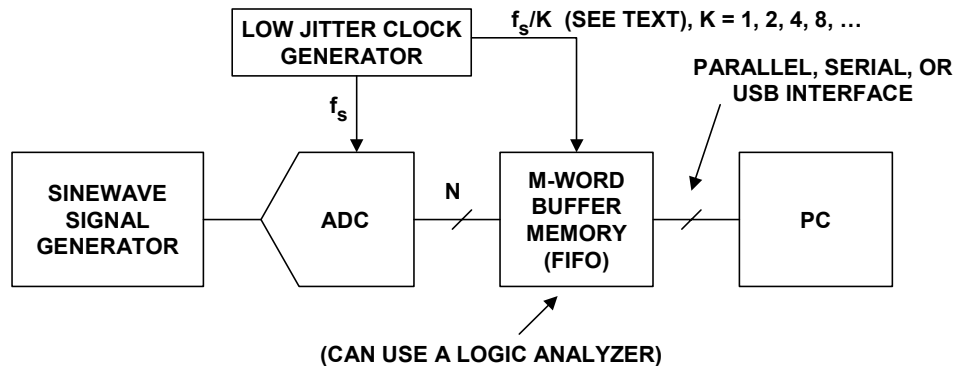 LOW JITTER CLOCK
GENERATOR
fs/K (SEE TEXT), K = 1, 2, 4, 8, …
PARALLEL, SERIAL, OR
USB INTERFACE
fs
SINEWAVE
SIGNAL
GENERATOR
ADC
N
M-WORD
BUFFER
MEMORY
(FIFO)
PC
(CAN USE A LOGIC ANALYZER)